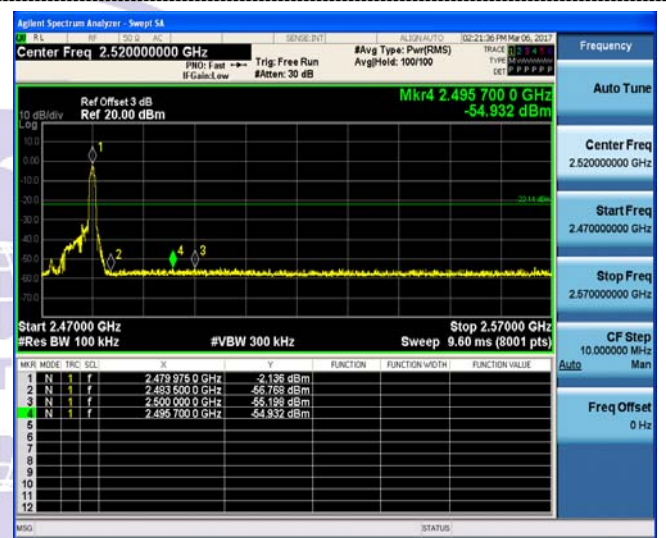 Agilent Spectrum Analyzer - Swept SA
RL RF 50 Ω AC SENSE:INT ALIGN AUTO 02:21:36 PM Mar 06, 2017
Center Freq 2.520000000 GHz
#Avg Type: Pwr(RMS)
TRACE 1 2 3 4 5 6
PNO: Fast Trig: Free Run Avg|Hold: 100/100
TYPE
IFGain:Low #Atten: 30 dB
DET P P P P P P
Mkr4 2.495 700 0 GHz
-54.932 dBm
Ref Offset 3 dB
10 dB/div Ref 20.00 dBm
Log
10.0
0.00
-10.0
-20.0
-30.0
-40.0
-50.0
-60.0
-70.0
1
2
4
3
-22.14 dBm
Start 2.47000 GHz Stop 2.57000 GHz
#Res BW 100 kHz #VBW 300 kHz Sweep 9.60 ms (8001 pts)
MKR MODE TRC SCL X Y FUNCTION FUNCTION WIDTH FUNCTION VALUE
1 N 1 f 2.479 975 0 GHz -2.136 dBm
2 N 1 f 2.483 500 0 GHz -56.768 dBm
3 N 1 f 2.500 000 0 GHz -55.198 dBm
4 N 1 f 2.495 700 0 GHz -54.932 dBm
5
6
7
8
9
10
11
12
MSG STATUS
Frequency
Auto Tune
Center Freq
2.520000000 GHz
Start Freq
2.470000000 GHz
Stop Freq
2.570000000 GHz
CF Step
10.000000 MHz
Auto Man
Freq Offset
0 Hz